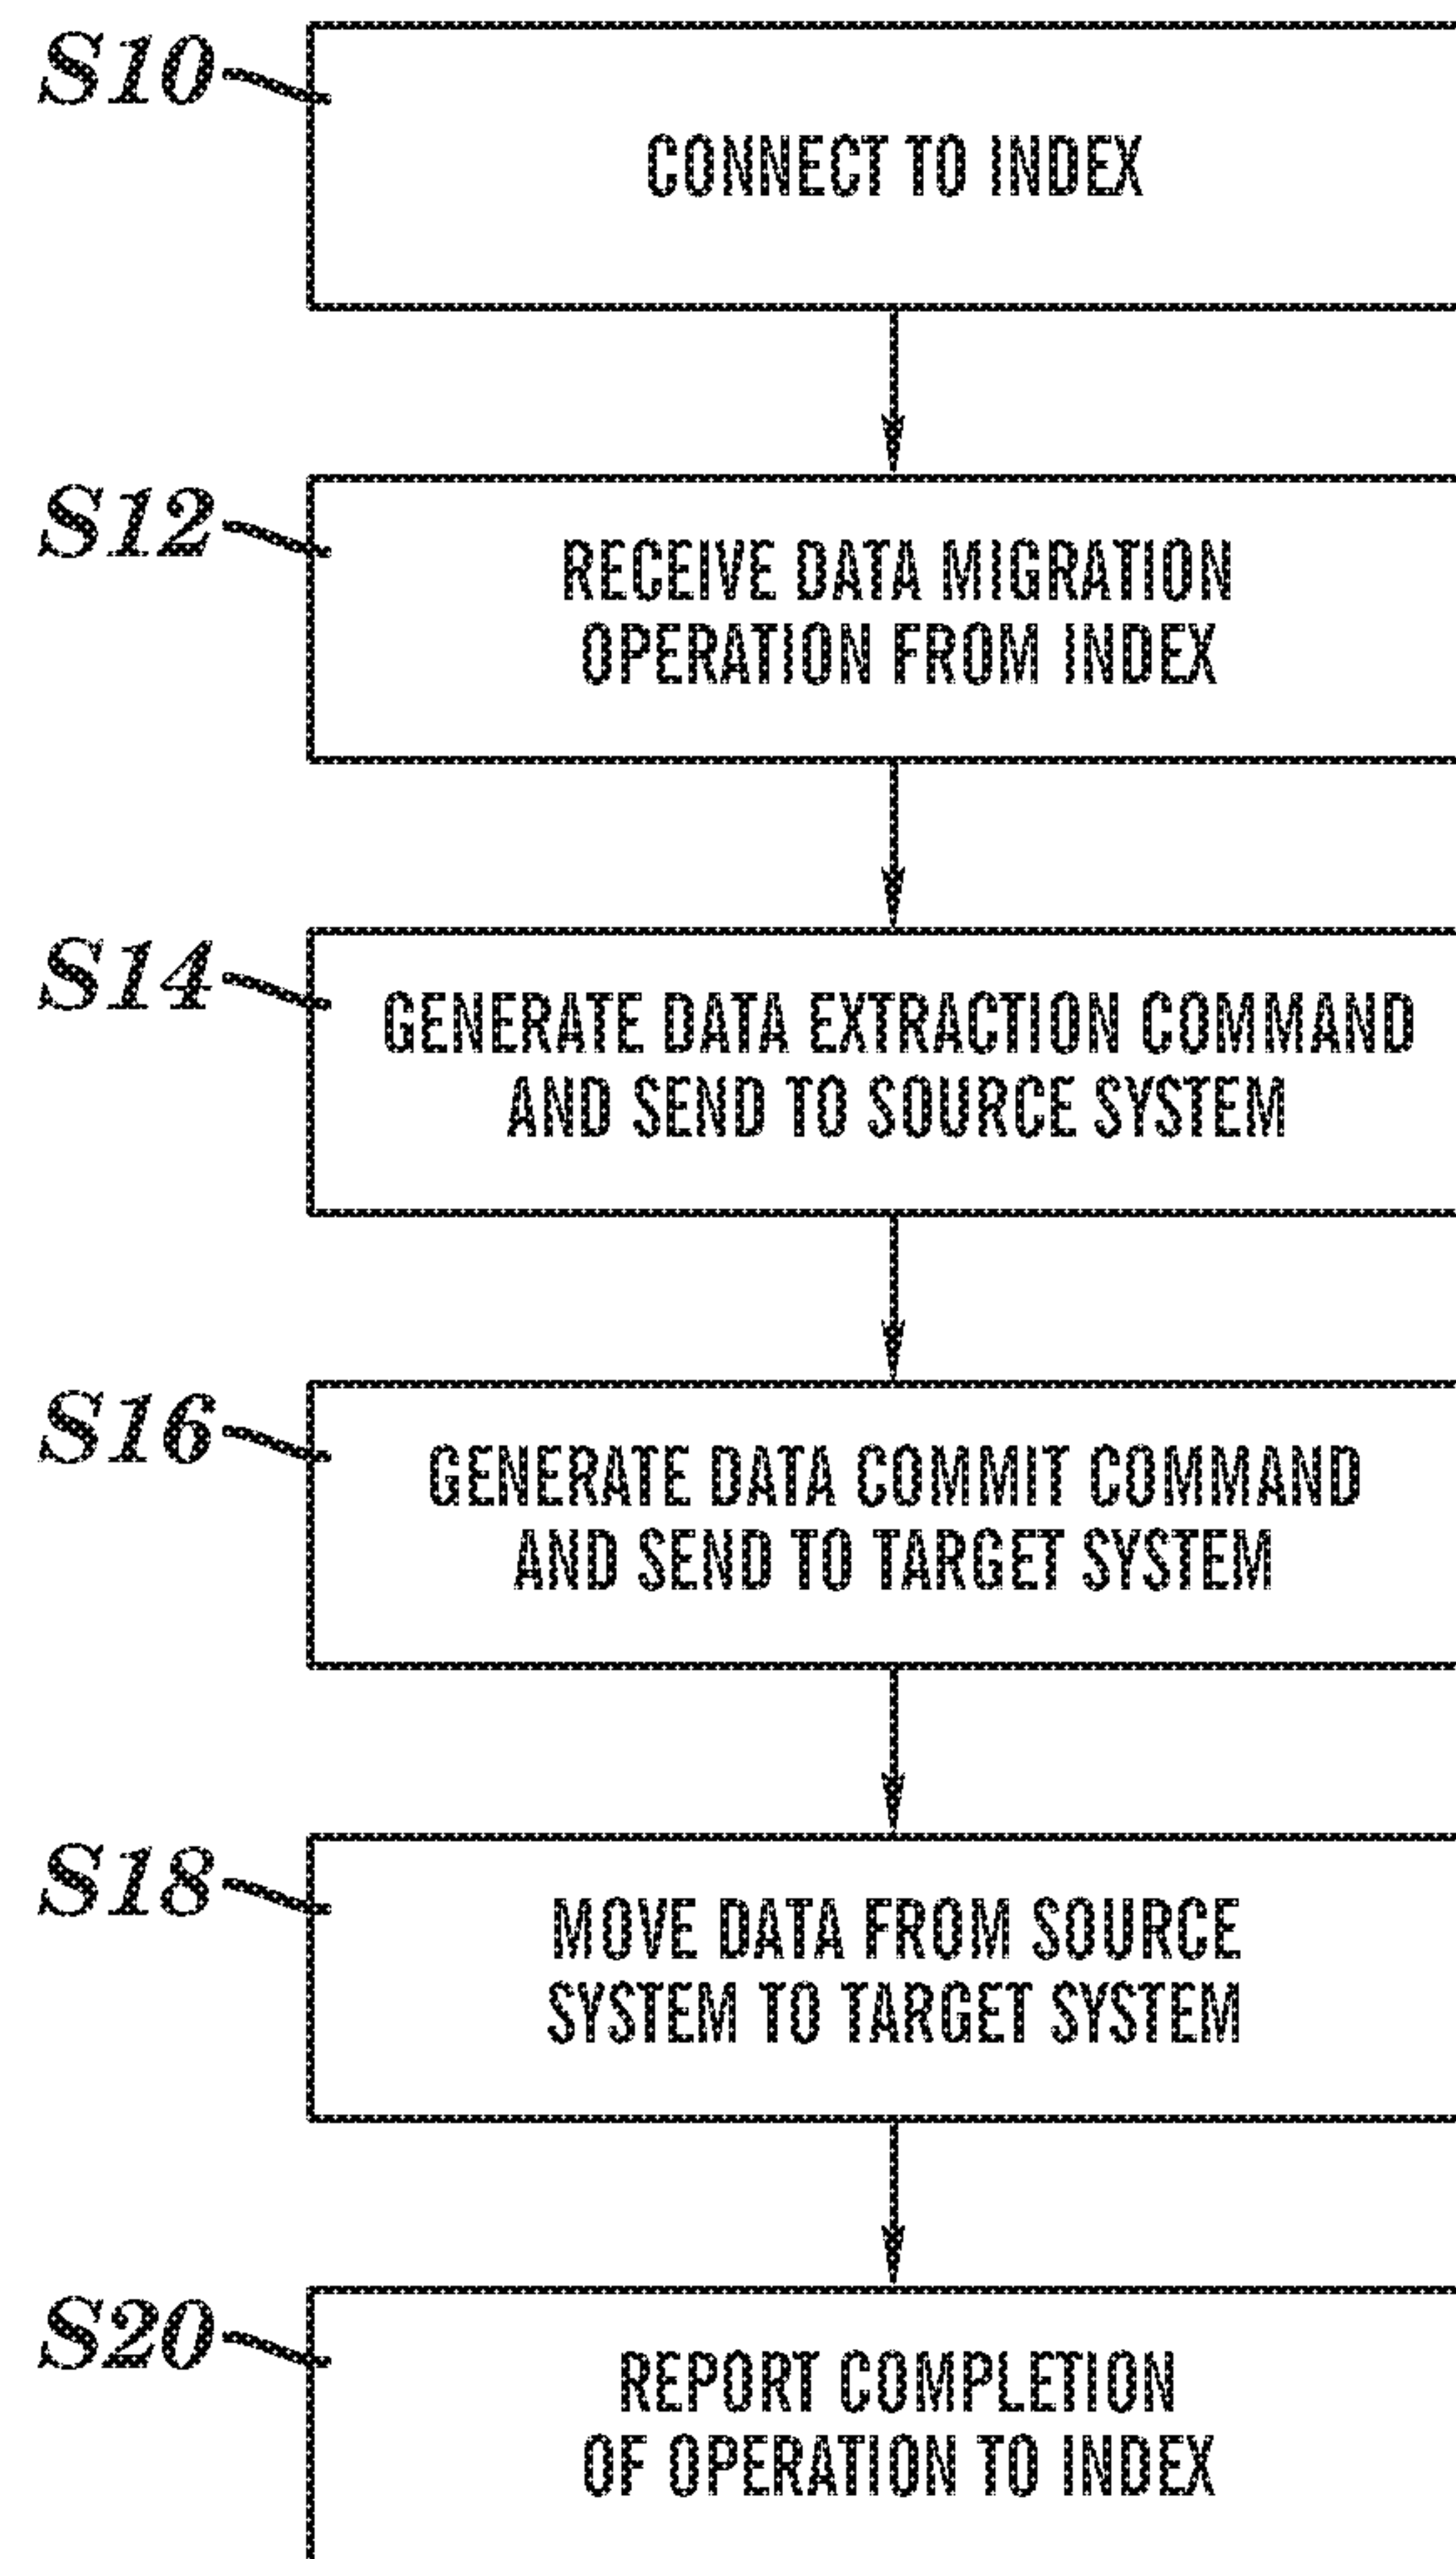 S10
CONNECT TO INDEX
S12
RECEIVE DATA MIGRATION
OPERATION FROM INDEX
S14
GENERATE DATA EXTRACTION COMMAND
AND SEND TO SOURCE SYSTEM
S16
GENERATE DATA COMMIT COMMAND
AND SEND TO TARGET SYSTEM
S18
MOVE DATA FROM SOURCE
SYSTEM TO TARGET SYSTEM
S20
REPORT COMPLETION
OF OPERATION TO INDEX